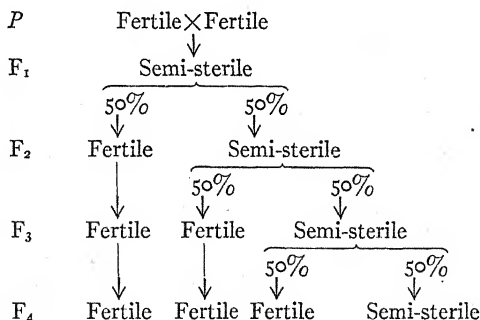 P Fertile×Fertile
F₁ Semi-sterile
50% 50%
F₂ Fertile Semi-sterile
50% 50%
F₃ Fertile Fertile Semi-sterile
50% 50%
F₄ Fertile Fertile Fertile Semi-sterile